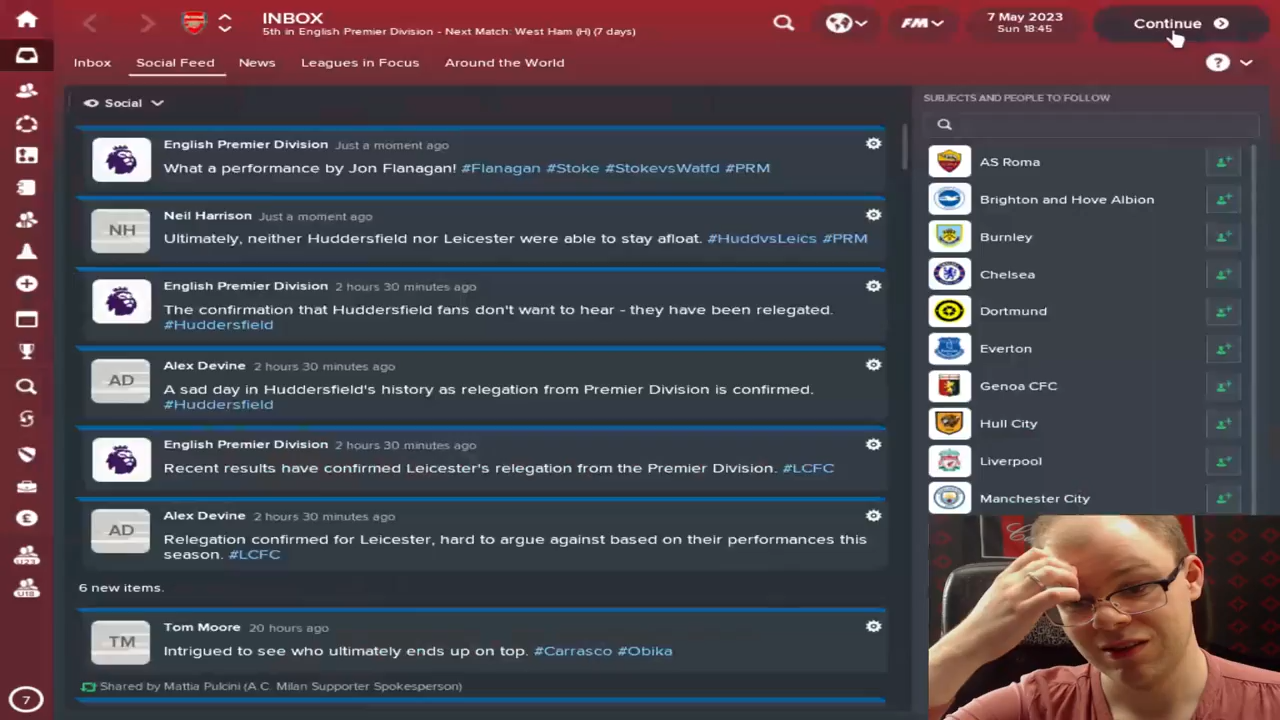 INBOX
5th in English Premier Division - Next Match: West Ham (H) (7 days)
FM
7 May 2023
Sun 18:45
Continue
Inbox
Social Feed
News
Leagues in Focus
Around the World
?
Social
SUBJECTS AND PEOPLE TO FOLLOW
English Premier Division Just a moment ago
What a performance by Jon Flanagan! #Flanagan #Stoke #StokevsWatfd #PRM
NH
Neil Harrison Just a moment ago
Ultimately, neither Huddersfield nor Leicester were able to stay afloat. #HuddvsLeics #PRM
English Premier Division 2 hours 30 minutes ago
The confirmation that Huddersfield fans don't want to hear - they have been relegated.
#Huddersfield
AD
Alex Devine 2 hours 30 minutes ago
A sad day in Huddersfield's history as relegation from Premier Division is confirmed.
#Huddersfield
English Premier Division 2 hours 30 minutes ago
Recent results have confirmed Leicester's relegation from the Premier Division. #LCFC
AD
Alex Devine 2 hours 30 minutes ago
Relegation confirmed for Leicester, hard to argue against based on their performances this
season. #LCFC
6 new items.
TM
Tom Moore 20 hours ago
Intrigued to see who ultimately ends up on top. #Carrasco #Obika
Shared by Mattia Pulcini (A.C. Milan Supporter Spokesperson)
AS Roma
Brighton and Hove Albion
Burnley
Chelsea
Dortmund
Everton
Genoa CFC
Hull City
Liverpool
Manchester City
U23
U18
7